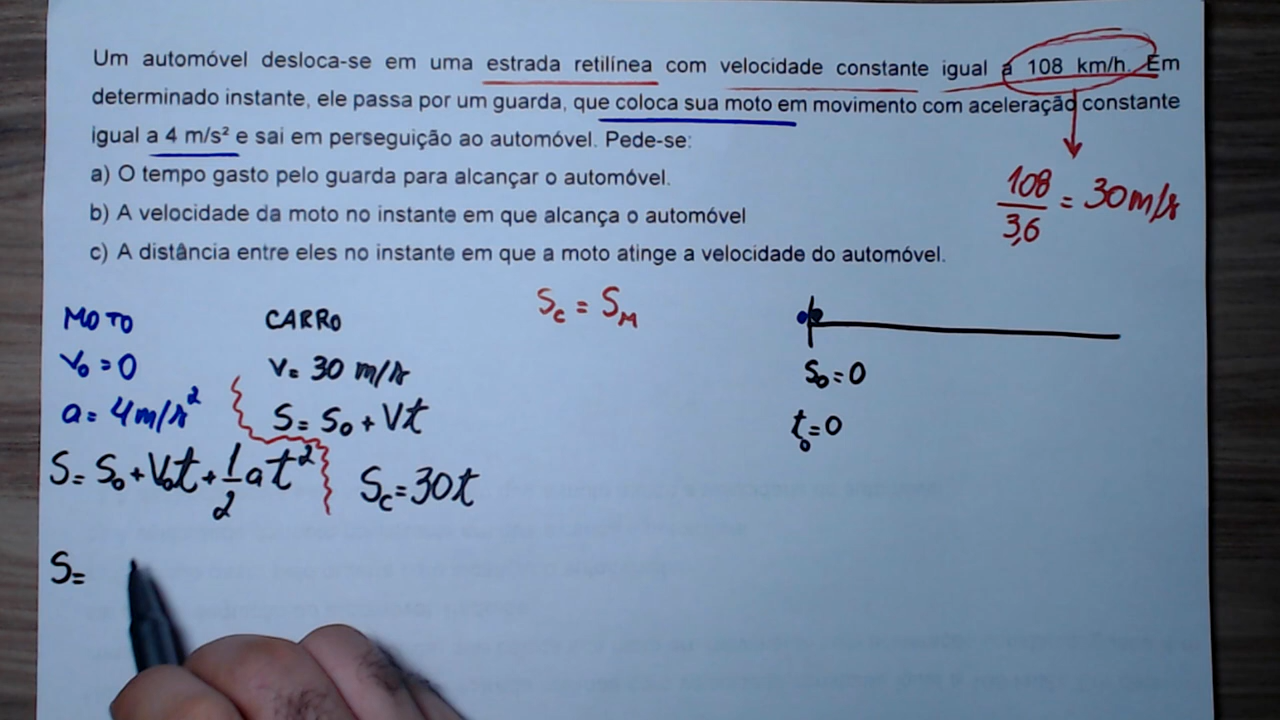 Um automóvel desloca-se em uma estrada retilínea com velocidade constante igual a 108 km/h. Em
determinado instante, ele passa por um guarda, que coloca sua moto em movimento com aceleração constante
igual a 4 m/s² e sai em perseguição ao automóvel. Pede-se:
a) O tempo gasto pelo guarda para alcançar o automóvel.
b) A velocidade da moto no instante em que alcança o automóvel
c) A distância entre eles no instante em que a moto atinge a velocidade do automóvel.
108/3,6 = 30 m/s
MOTO
V₀ = 0
a = 4 m/s²
S = S₀ + V₀t + 1/2 at²
S =
CARRO
V = 30 m/s
S = S₀ + Vt
Sc = 30t
Sc = SM
S₀ = 0
t₀ = 0